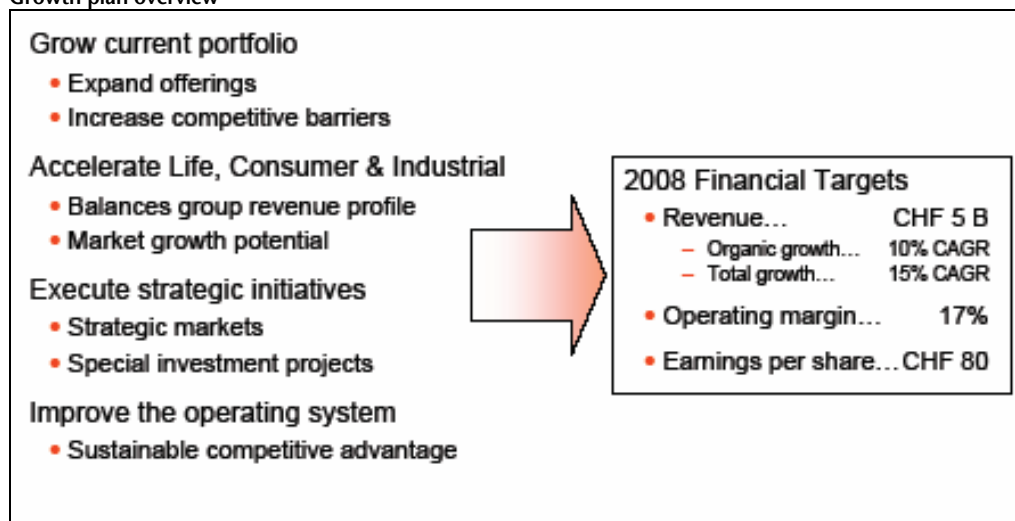 Growth plan overview
Grow current portfolio
• Expand offerings
• Increase competitive barriers
Accelerate Life, Consumer & Industrial
• Balances group revenue profile
• Market growth potential
Execute strategic initiatives
• Strategic markets
• Special investment projects
Improve the operating system
• Sustainable competitive advantage
2008 Financial Targets
• Revenue... CHF 5 B
– Organic growth... 10% CAGR
– Total growth... 15% CAGR
• Operating margin... 17%
• Earnings per share... CHF 80